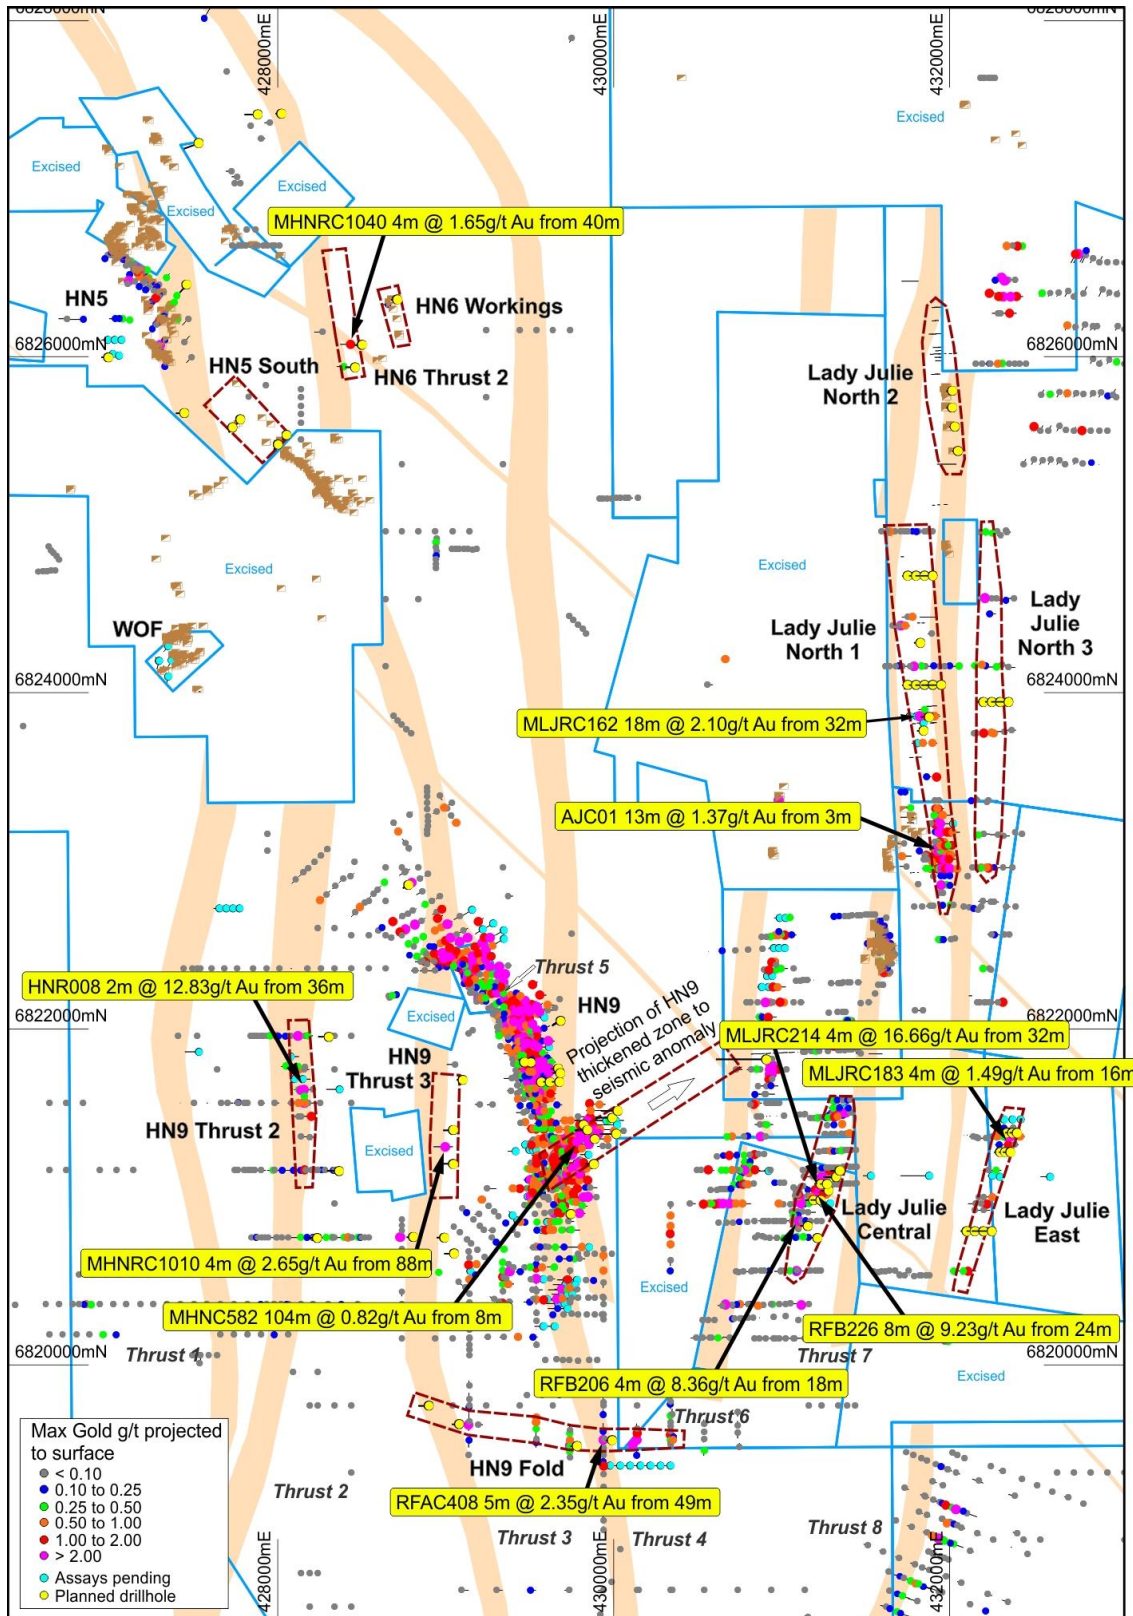 6828000mN
6828000mN
428000mE
430000mE
432000mE
Excised
Excised
Excised
Excised
MHNRC1040 4m @ 1.65g/t Au from 40m
HN5
HN6 Workings
6826000mN
6826000mN
HN5 South
HN6 Thrust 2
Lady Julie
North 2
Excised
Excised
WOF
Lady Julie
North 1
Lady
Julie
North 3
6824000mN
6824000mN
MLJRC162 18m @ 2.10g/t Au from 32m
AJC01 13m @ 1.37g/t Au from 3m
Thrust 5
HNR008 2m @ 12.83g/t Au from 36m
HN9
Excised
6822000mN
6822000mN
Projection of HN9
thickened zone to
seismic anomaly
MLJRC214 4m @ 16.66g/t Au from 32m
HN9
Thrust 3
MLJRC183 4m @ 1.49g/t Au from 16m
HN9 Thrust 2
Excised
Lady Julie
Central
Lady Julie
East
MHNRC1010 4m @ 2.65g/t Au from 88m
Excised
MHNC582 104m @ 0.82g/t Au from 8m
RFB226 8m @ 9.23g/t Au from 24m
Thrust 1
Thrust 7
6820000mN
6820000mN
RFB206 4m @ 8.36g/t Au from 18m
Excised
Thrust 6
HN9 Fold
Thrust 2
RFAC408 5m @ 2.35g/t Au from 49m
Thrust 3
Thrust 4
Thrust 8
428000mE
430000mE
432000mE
Max Gold g/t projected
to surface
< 0.10
0.10 to 0.25
0.25 to 0.50
0.50 to 1.00
1.00 to 2.00
> 2.00
Assays pending
Planned drillhole